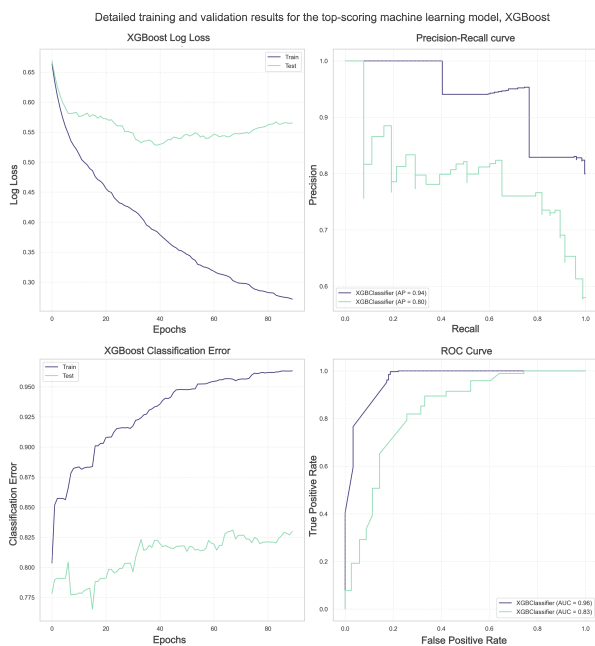 Detailed training and validation results for the top-scoring machine learning model, XGBoost
XGBoost Log Loss
Train
Test
0.65
0.60
0.55
0.50
0.45
0.40
0.35
0.30
Log Loss
0
20
40
60
80
Epochs
Precision-Recall curve
1.0
0.9
0.8
0.7
0.6
Precision
XGBClassifier (AP = 0.94)
XGBClassifier (AP = 0.80)
0.0
0.2
0.4
0.6
0.8
1.0
Recall
XGBoost Classification Error
Train
Test
0.950
0.925
0.900
0.875
0.850
0.825
0.800
0.775
Classification Error
0
20
40
60
80
Epochs
ROC Curve
1.0
0.8
0.6
0.4
0.2
0.0
True Positive Rate
XGBClassifier (AUC = 0.96)
XGBClassifier (AUC = 0.83)
0.0
0.2
0.4
0.6
0.8
1.0
False Positive Rate